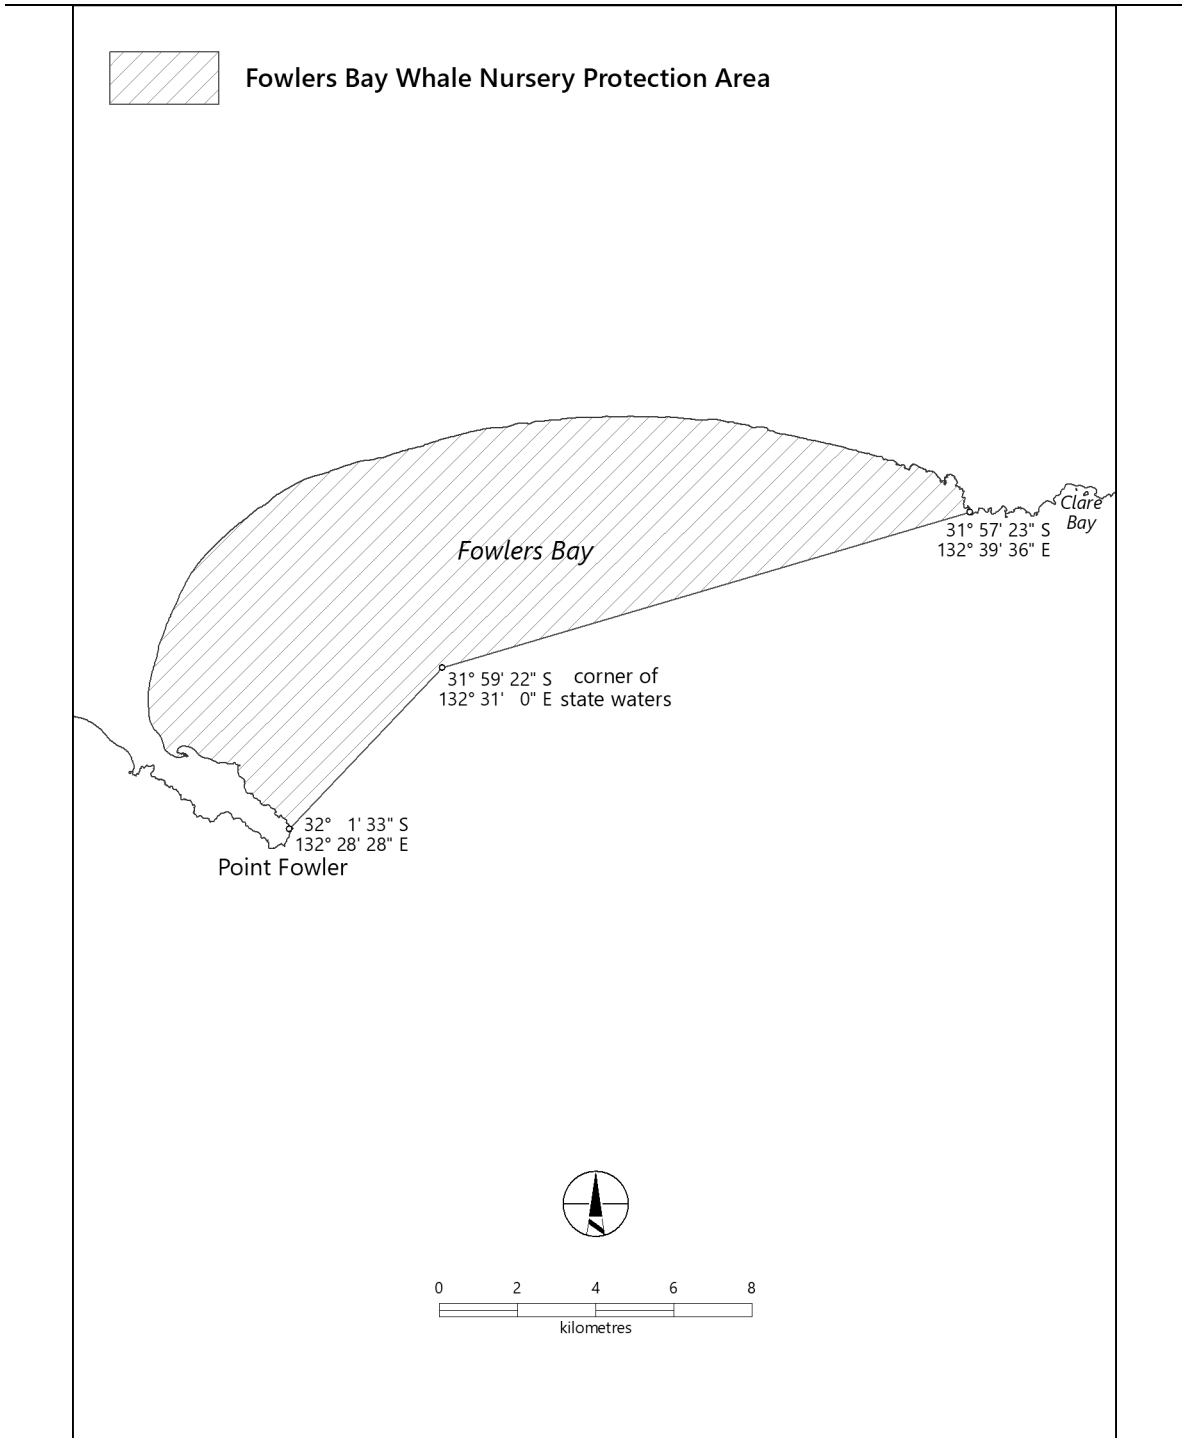 Fowlers Bay Whale Nursery Protection Area
Clare
Bay
31° 57' 23" S
132° 39' 36" E
Fowlers Bay
31° 59' 22" S corner of
132° 31' 0" E state waters
32° 1' 33" S
132° 28' 28" E
Point Fowler
0 2 4 6 8
kilometres